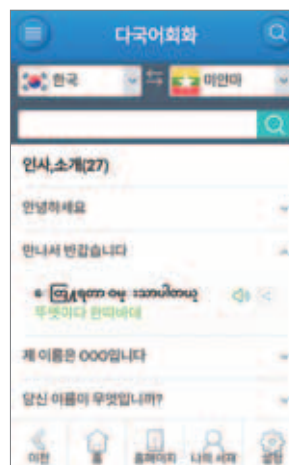 다국어회화
한국 미얀마
인사,소개(27)
안녕하세요
만나서 반갑습니다
뚜엣이다 완따바데
제 이름은 OOO입니다
당신 이름이 무엇입니까?
이전 홈 홈페이지 나의 서재 설정